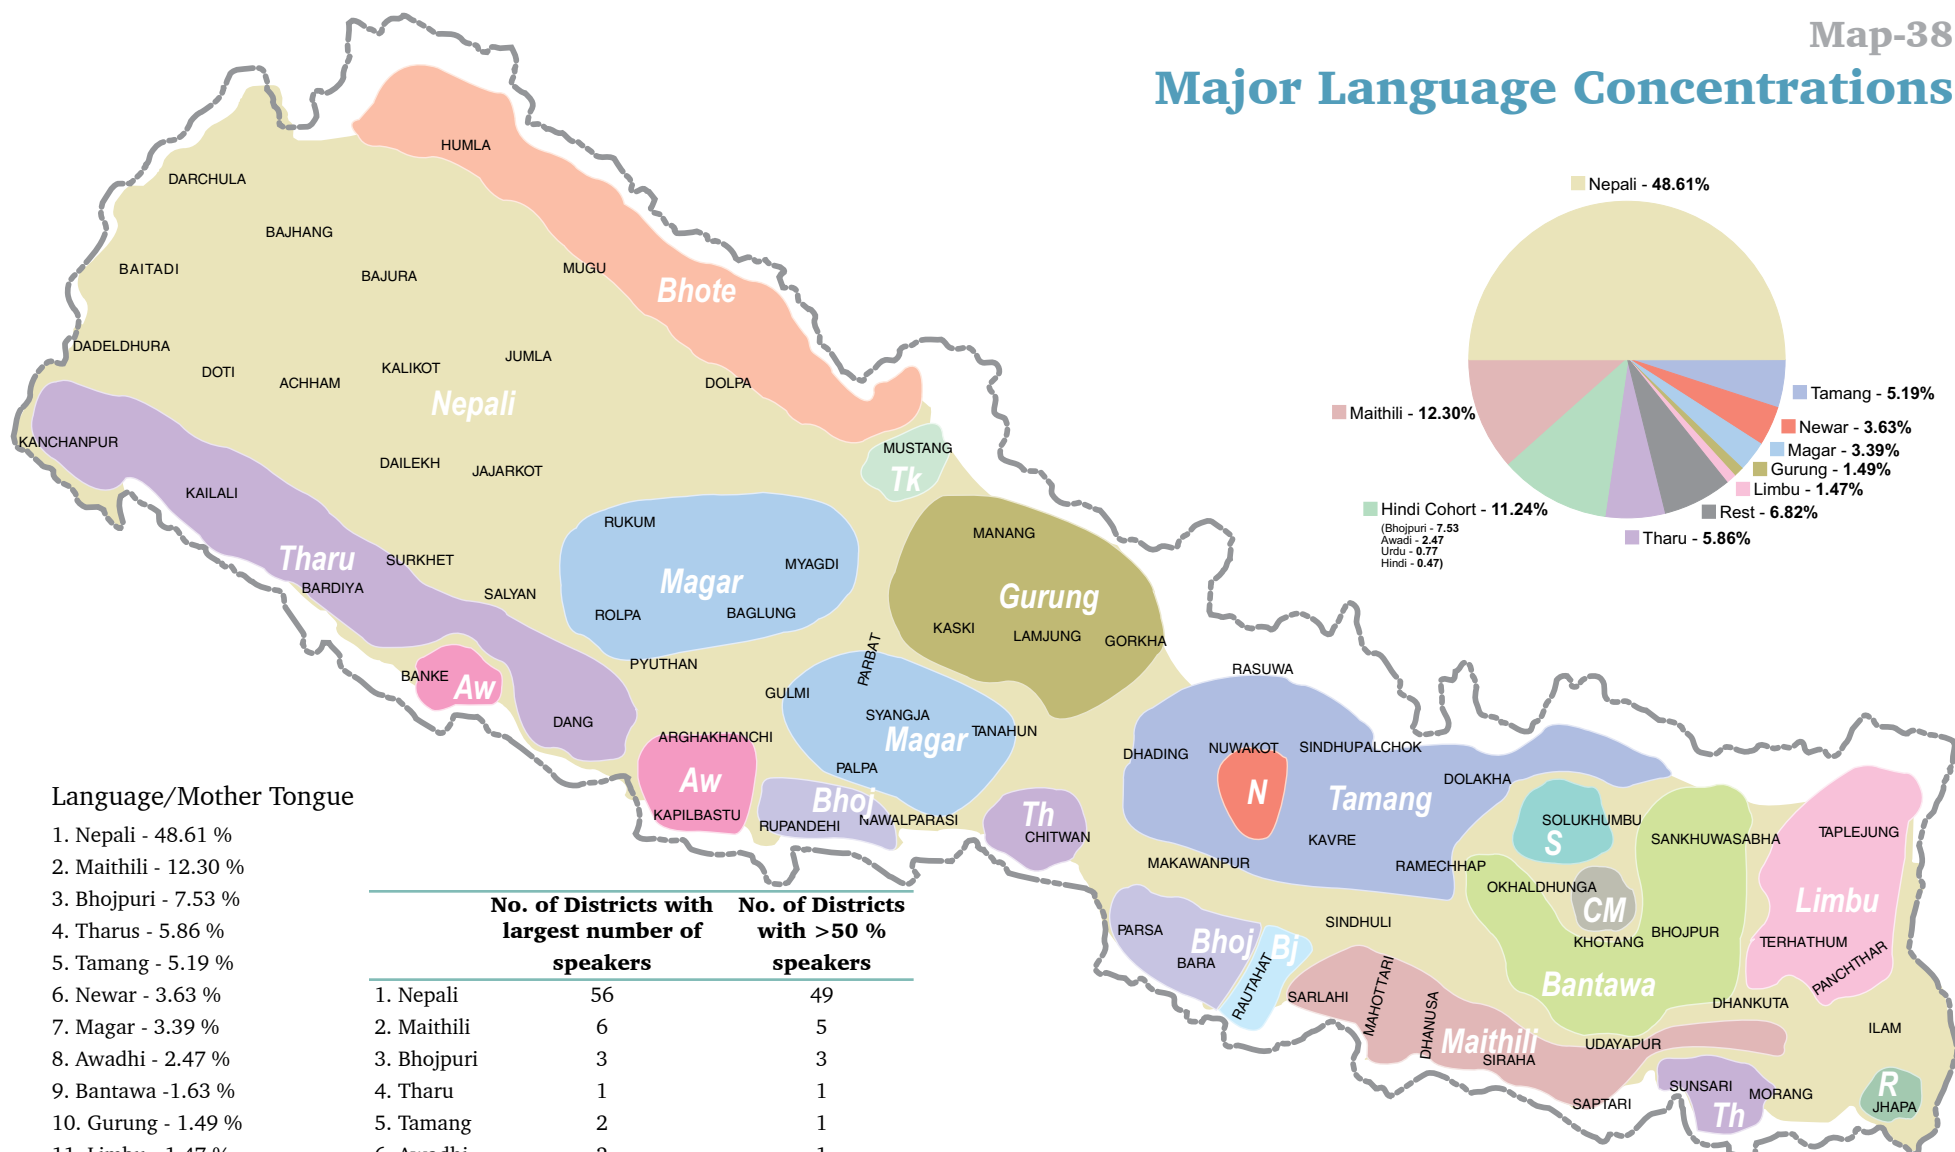 Map-38
Major Language Concentrations
HUMLA
DARCHULA
BAJHANG
BAITADI
BAJURA
MUGU
Bhote
DADELDHURA
DOTI
ACHHAM
KALIKOT
JUMLA
DOLPA
Nepali
KANCHANPUR
KAILALI
DAILEKH
JAJARKOT
MUSTANG
Tk
Tharu
BARDIYA
SURKHET
SALYAN
RUKUM
MYAGDI
Magar
ROLPA
BAGLUNG
MANANG
Gurung
KASKI
LAMJUNG
GORKHA
PYUTHAN
PARBAT
GULMI
SYANGJA
Magar
TANAHUN
PALPA
BANKE
Aw
DANG
ARGHAKHANCHI
Aw
KAPILBASTU
Bhoj
RUPANDEHI
NAWALPARASI
Th
CHITWAN
RASUWA
DHADING
NUWAKOT
SINDHUPALCHOK
N
Tamang
DOLAKHA
KAVRE
MAKAWANPUR
RAMECHHAP
SOLUKHUMBU
S
SANKHUWASABHA
TAPLEJUNG
OKHALDHUNGA
CM
Limbu
KHOTANG
BHOJPUR
TERHATHUM
PANCHTHAR
Bantawa
DHANKUTA
ILAM
SINDHULI
PARSA
Bhoj
BARA
Bj
RAUTAHAT
SARLAHI
MAHOTTARI
DHANUSA
Maithili
SIRAHA
UDAYAPUR
SAPTARI
SUNSARI
MORANG
Th
R
JHAPA
Nepali - 48.61%
Maithili - 12.30%
Hindi Cohort - 11.24%
(Bhojpuri - 7.53
Awadi - 2.47
Urdu - 0.77
Hindi - 0.47)
Tharu - 5.86%
Rest - 6.82%
Limbu - 1.47%
Gurung - 1.49%
Magar - 3.39%
Newar - 3.63%
Tamang - 5.19%
Language/Mother Tongue
1. Nepali - 48.61 %
2. Maithili - 12.30 %
3. Bhojpuri - 7.53 %
4. Tharus - 5.86 %
5. Tamang - 5.19 %
6. Newar - 3.63 %
7. Magar - 3.39 %
8. Awadhi - 2.47 %
9. Bantawa -1.63 %
10. Gurung - 1.49 %
11. Limbu - 1.47 %
No. of Districts with largest number of speakers
No. of Districts with >50 % speakers
1. Nepali 56 49
2. Maithili 6 5
3. Bhojpuri 3 3
4. Tharu 1 1
5. Tamang 2 1
6. Awadhi 2 1